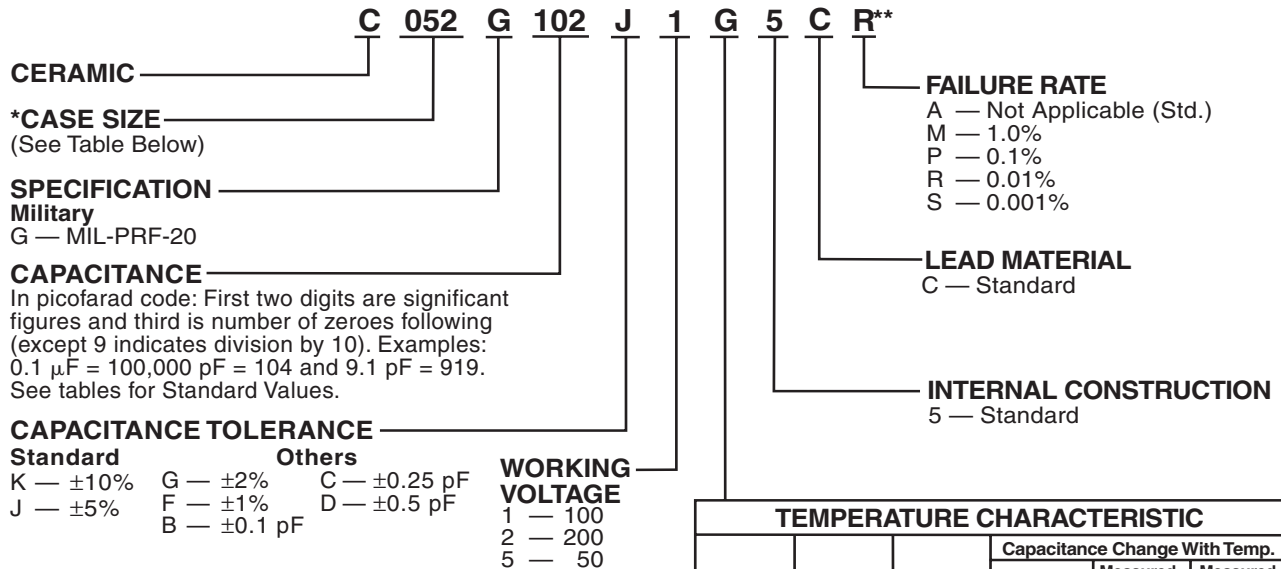 C 052 G 102 J 1 G 5 C R**
CERAMIC
*CASE SIZE
(See Table Below)
SPECIFICATION
Military
G — MIL-PRF-20
CAPACITANCE
In picofarad code: First two digits are significant
figures and third is number of zeroes following
(except 9 indicates division by 10). Examples:
0.1 μF = 100,000 pF = 104 and 9.1 pF = 919.
See tables for Standard Values.
CAPACITANCE TOLERANCE
Standard Others
K — ±10% G — ±2% C — ±0.25 pF
J — ±5% F — ±1% D — ±0.5 pF
B — ±0.1 pF
WORKING
VOLTAGE
1 — 100
2 — 200
5 — 50
FAILURE RATE
A — Not Applicable (Std.)
M — 1.0%
P — 0.1%
R — 0.01%
S — 0.001%
LEAD MATERIAL
C — Standard
INTERNAL CONSTRUCTION
5 — Standard
TEMPERATURE CHARACTERISTIC
Capacitance Change With Temp.
Measured Measured